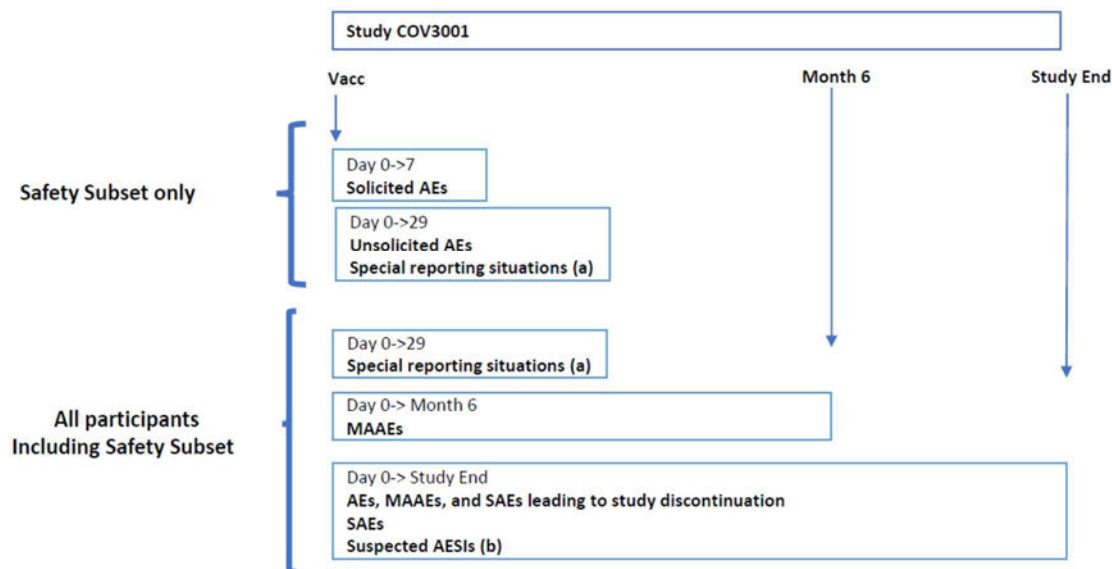 Study COV3001
Vacc
Month 6
Study End
Safety Subset only
Day 0->7
Solicited AEs
Day 0->29
Unsolicited AEs
Special reporting situations (a)
All participants
Including Safety Subset
Day 0->29
Special reporting situations (a)
Day 0-> Month 6
MAAEs
Day 0-> Study End
AEs, MAAEs, and SAEs leading to study discontinuation
SAEs
Suspected AESIs (b)